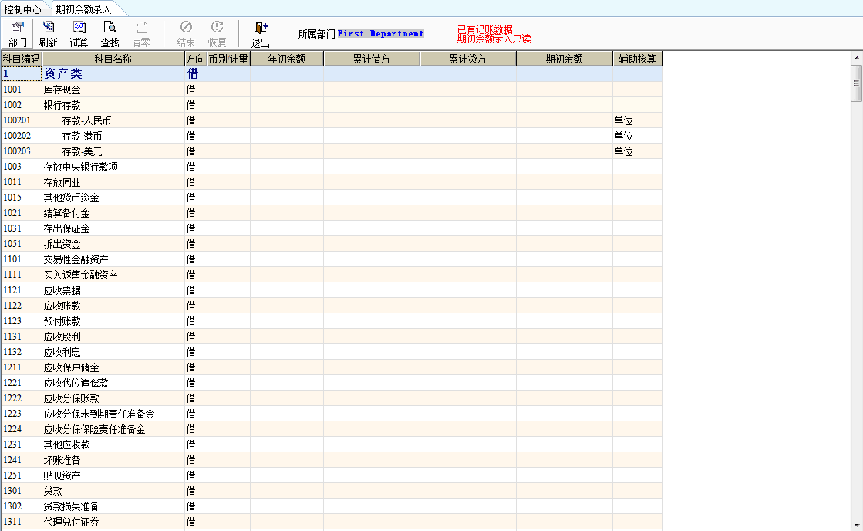 控制中心 期初余额录入
部门 刷新 试算 查找 清零 结束 恢复 退出
所属部门 First Department
已有记账数据
期初余额录入只读
科目编码 科目名称 方向 币别计量 年初余额 累计借方 累计贷方 期初余额 辅助核算
1 资产类 借
1001 库存现金 借
1002 银行存款 借
100201 存款-人民币 借 单位
100202 存款-港币 借 单位
100203 存款-美元 借 单位
1003 存放中央银行款项 借
1011 存放同业 借
1015 其他货币资金 借
1021 结算备付金 借
1031 存出保证金 借
1051 拆出资金 借
1101 交易性金融资产 借
1111 买入返售金融资产 借
1121 应收票据 借
1122 应收账款 借
1123 预付账款 借
1131 应收股利 借
1132 应收利息 借
1211 应收保户储金 借
1221 应收代位追偿款 借
1222 应收分保账款 借
1223 应收分保未到期责任准备金 借
1224 应收分保保险责任准备金 借
1231 其他应收款 借
1241 坏账准备 借
1251 贴现资产 借
1301 贷款 借
1302 贷款损失准备 借
1311 代理兑付证券 借